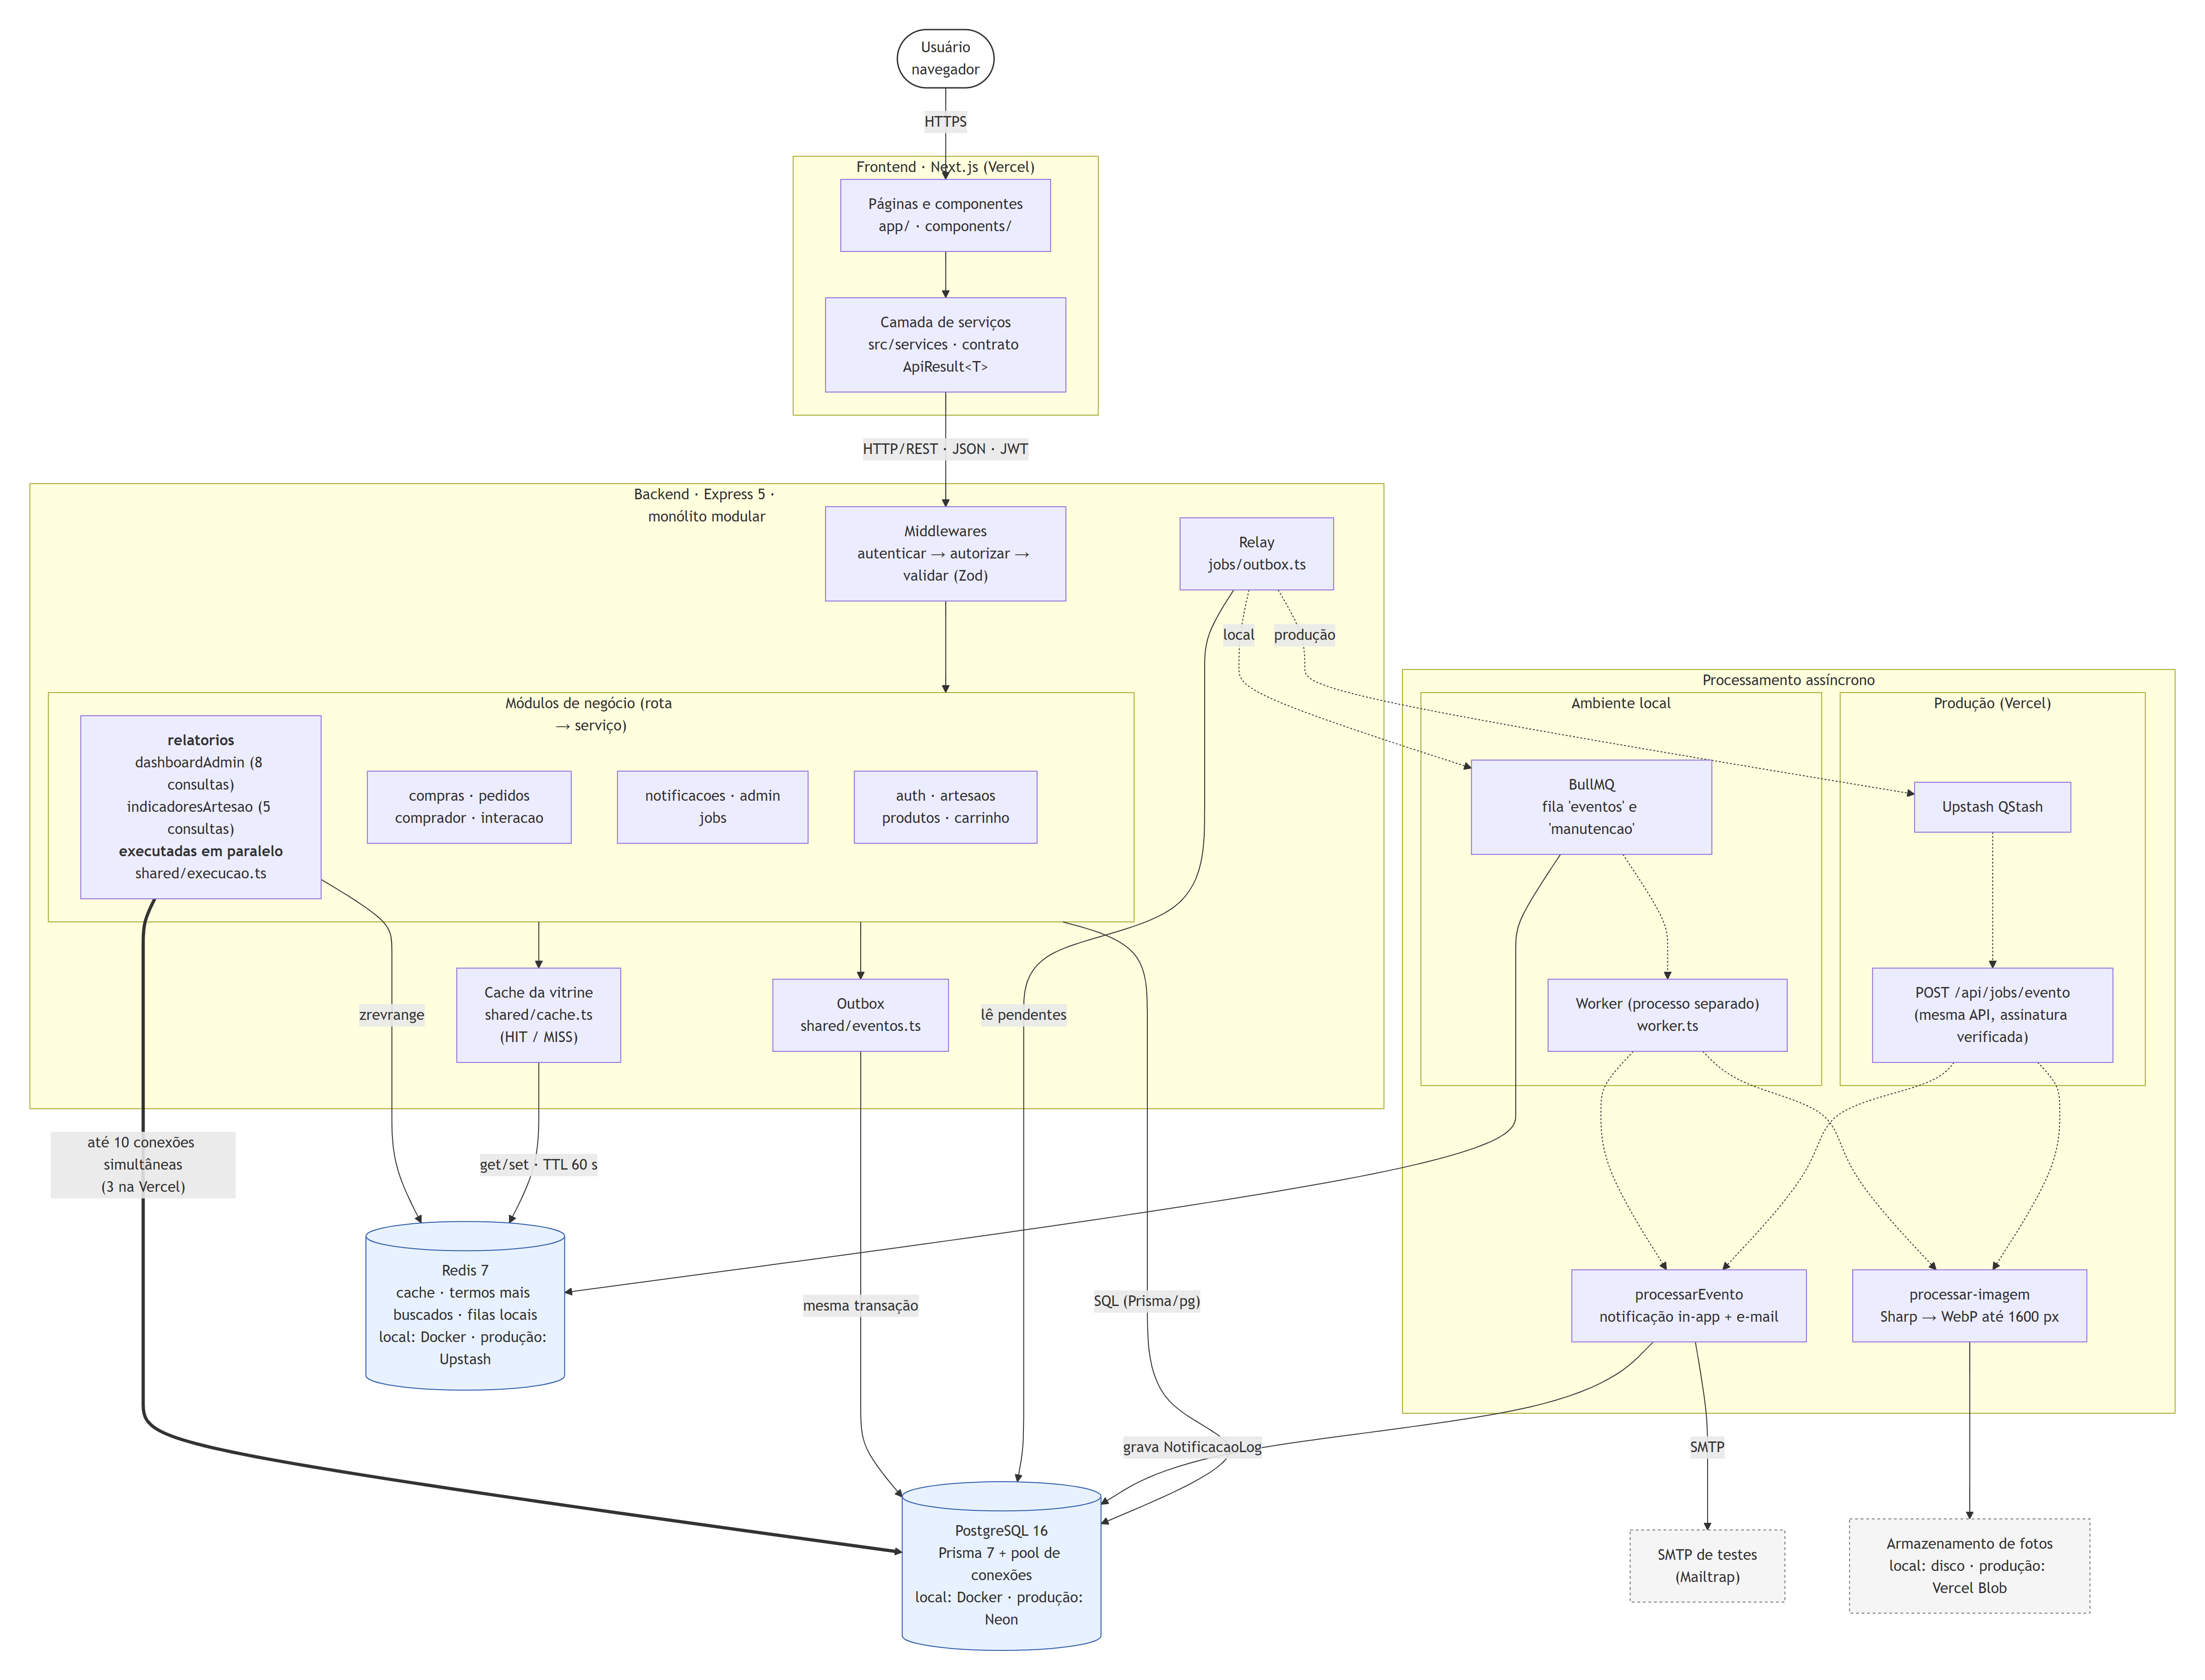 Usuário
navegador
HTTPS
Frontend · Next.js (Vercel)
Páginas e componentes
app/ · components/
Camada de serviços
src/services · contrato
ApiResult<T>
HTTP/REST · JSON · JWT
Backend · Express 5 ·
monólito modular
Middlewares
autenticar → autorizar →
validar (Zod)
Relay
jobs/outbox.ts
local
produção
Módulos de negócio (rota
→ serviço)
relatorios
dashboardAdmin (8
consultas)
indicadoresArtesao (5
consultas)
executadas em paralelo
shared/execucao.ts
compras · pedidos
comprador · interacao
notificacoes · admin
jobs
auth · artesaos
produtos · carrinho
Processamento assíncrono
Ambiente local
Produção (Vercel)
BullMQ
fila 'eventos' e
'manutencao'
Upstash QStash
Cache da vitrine
shared/cache.ts
(HIT / MISS)
Outbox
shared/eventos.ts
zrevrange
lê pendentes
Worker (processo separado)
worker.ts
POST /api/jobs/evento
(mesma API, assinatura
verificada)
até 10 conexões
simultâneas
(3 na Vercel)
get/set · TTL 60 s
Redis 7
cache · termos mais
buscados · filas locais
local: Docker · produção:
Upstash
mesma transação
SQL (Prisma/pg)
processarEvento
notificação in-app + e-mail
processar-imagem
Sharp → WebP até 1600 px
grava NotificacaoLog
SMTP
PostgreSQL 16
Prisma 7 + pool de
conexões
local: Docker · produção:
Neon
SMTP de testes
(Mailtrap)
Armazenamento de fotos
local: disco · produção:
Vercel Blob